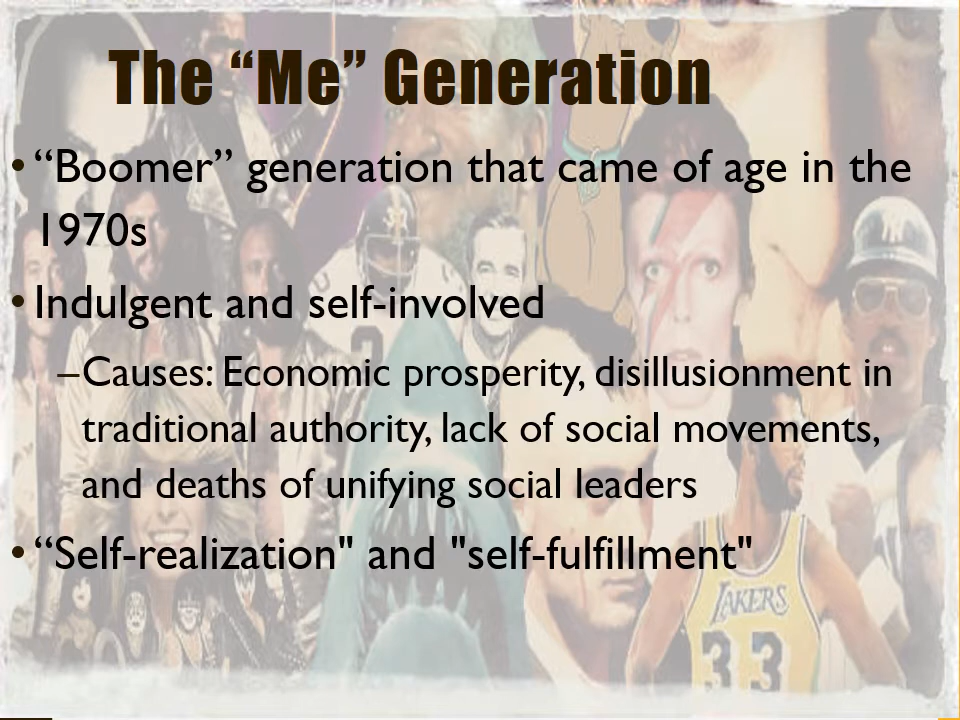 The “Me” Generation
• “Boomer” generation that came of age in the
1970s
• Indulgent and self-involved
–Causes: Economic prosperity, disillusionment in
traditional authority, lack of social movements,
and deaths of unifying social leaders
• “Self-realization" and "self-fulfillment"
LAKERS
33